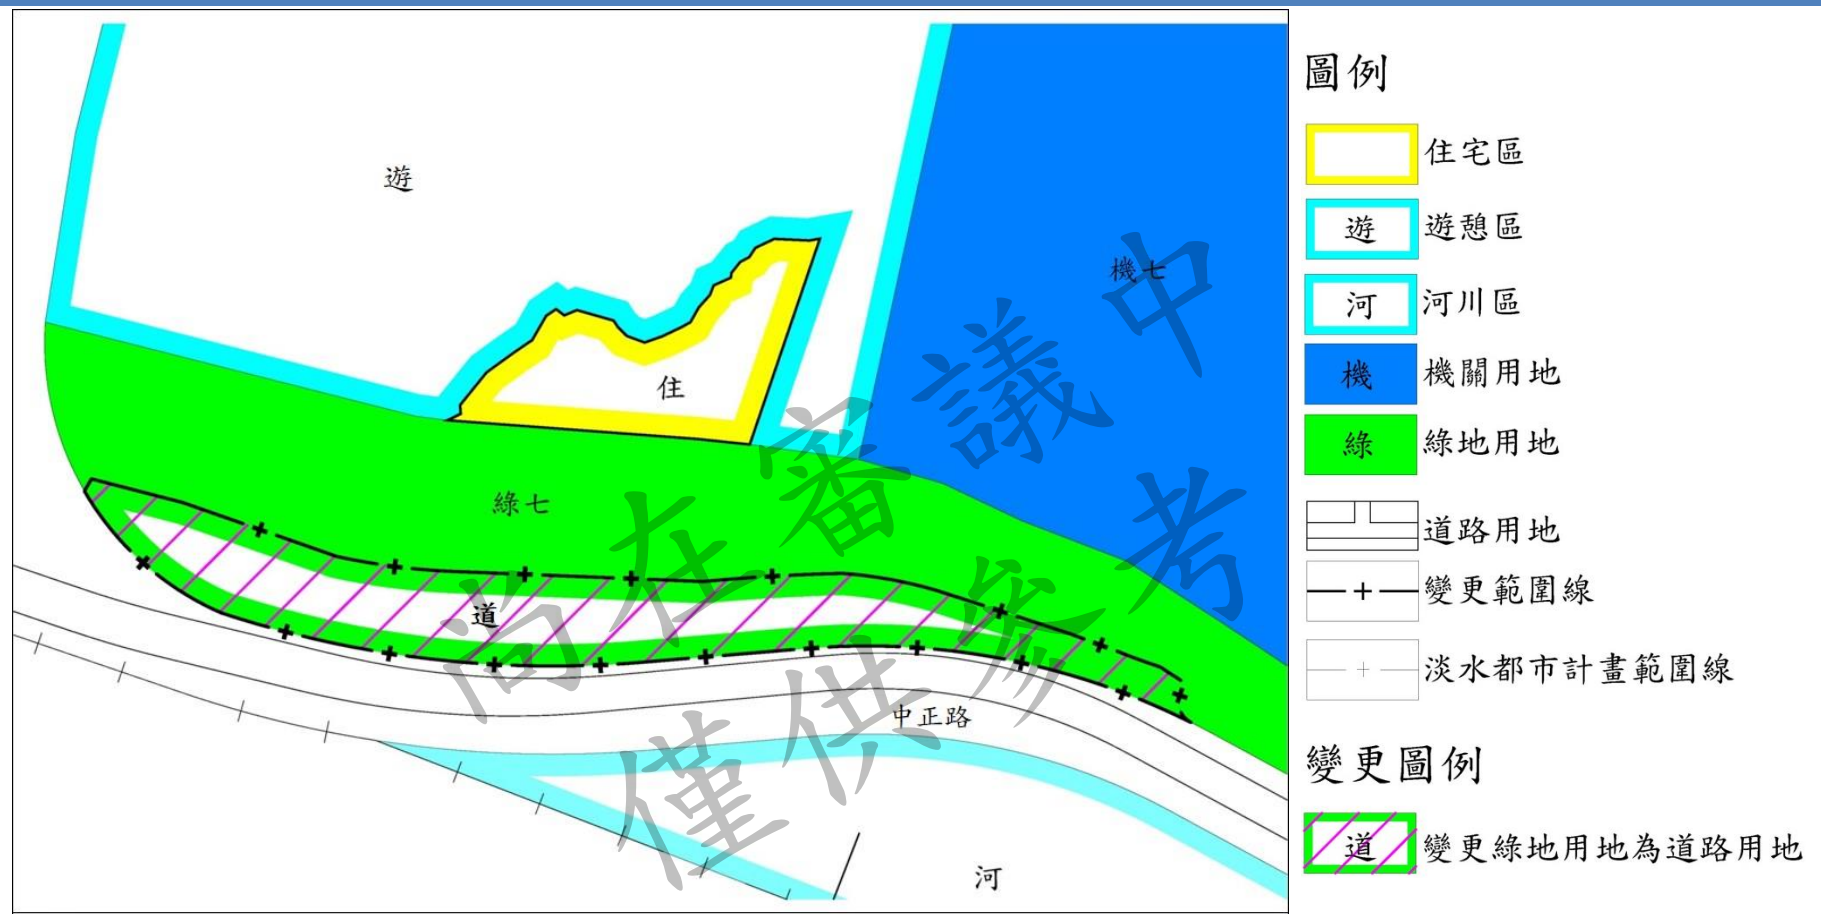 遊
機七
住
綠七
道
中正路
河
尚在審議中
僅供參考
圖例
住宅區
遊 遊憩區
河 河川區
機 機關用地
綠 綠地用地
道路用地
變更範圍線
淡水都市計畫範圍線
變更圖例
道 變更綠地用地為道路用地